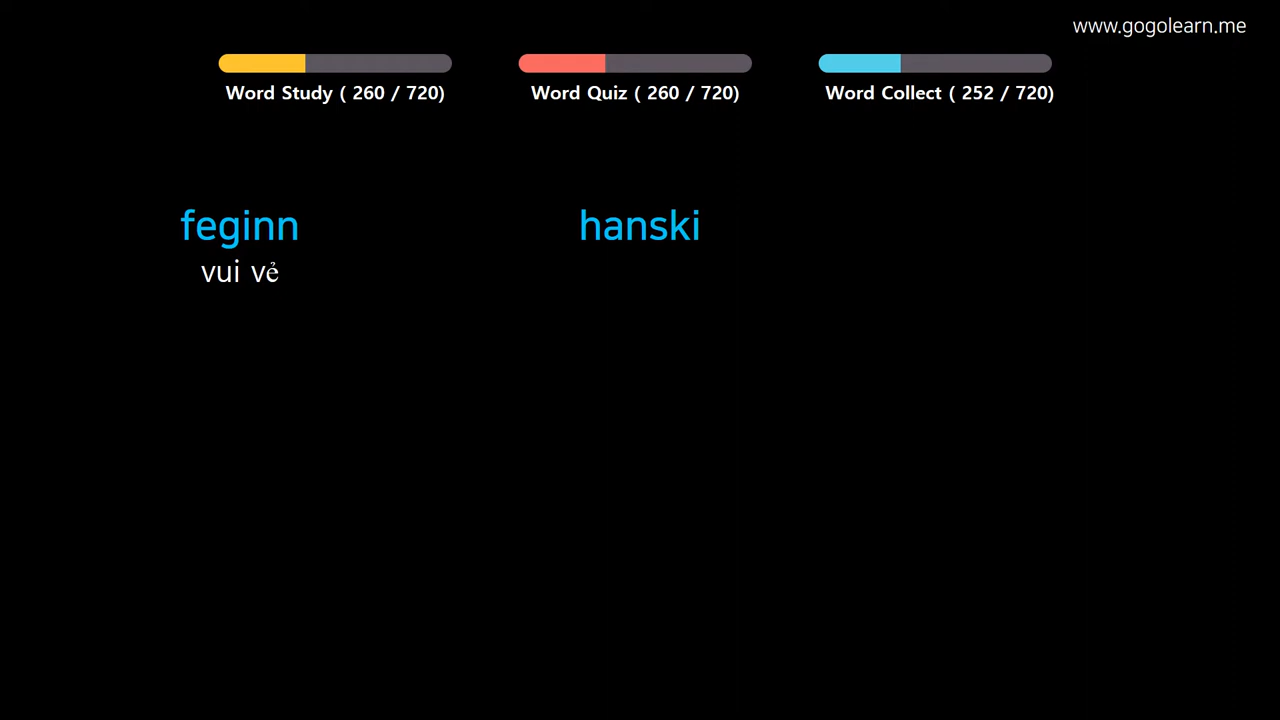 www.gogolearn.me
Word Study ( 260 / 720)
Word Quiz ( 260 / 720)
Word Collect ( 252 / 720)
feginn
hanski
vui vẻ